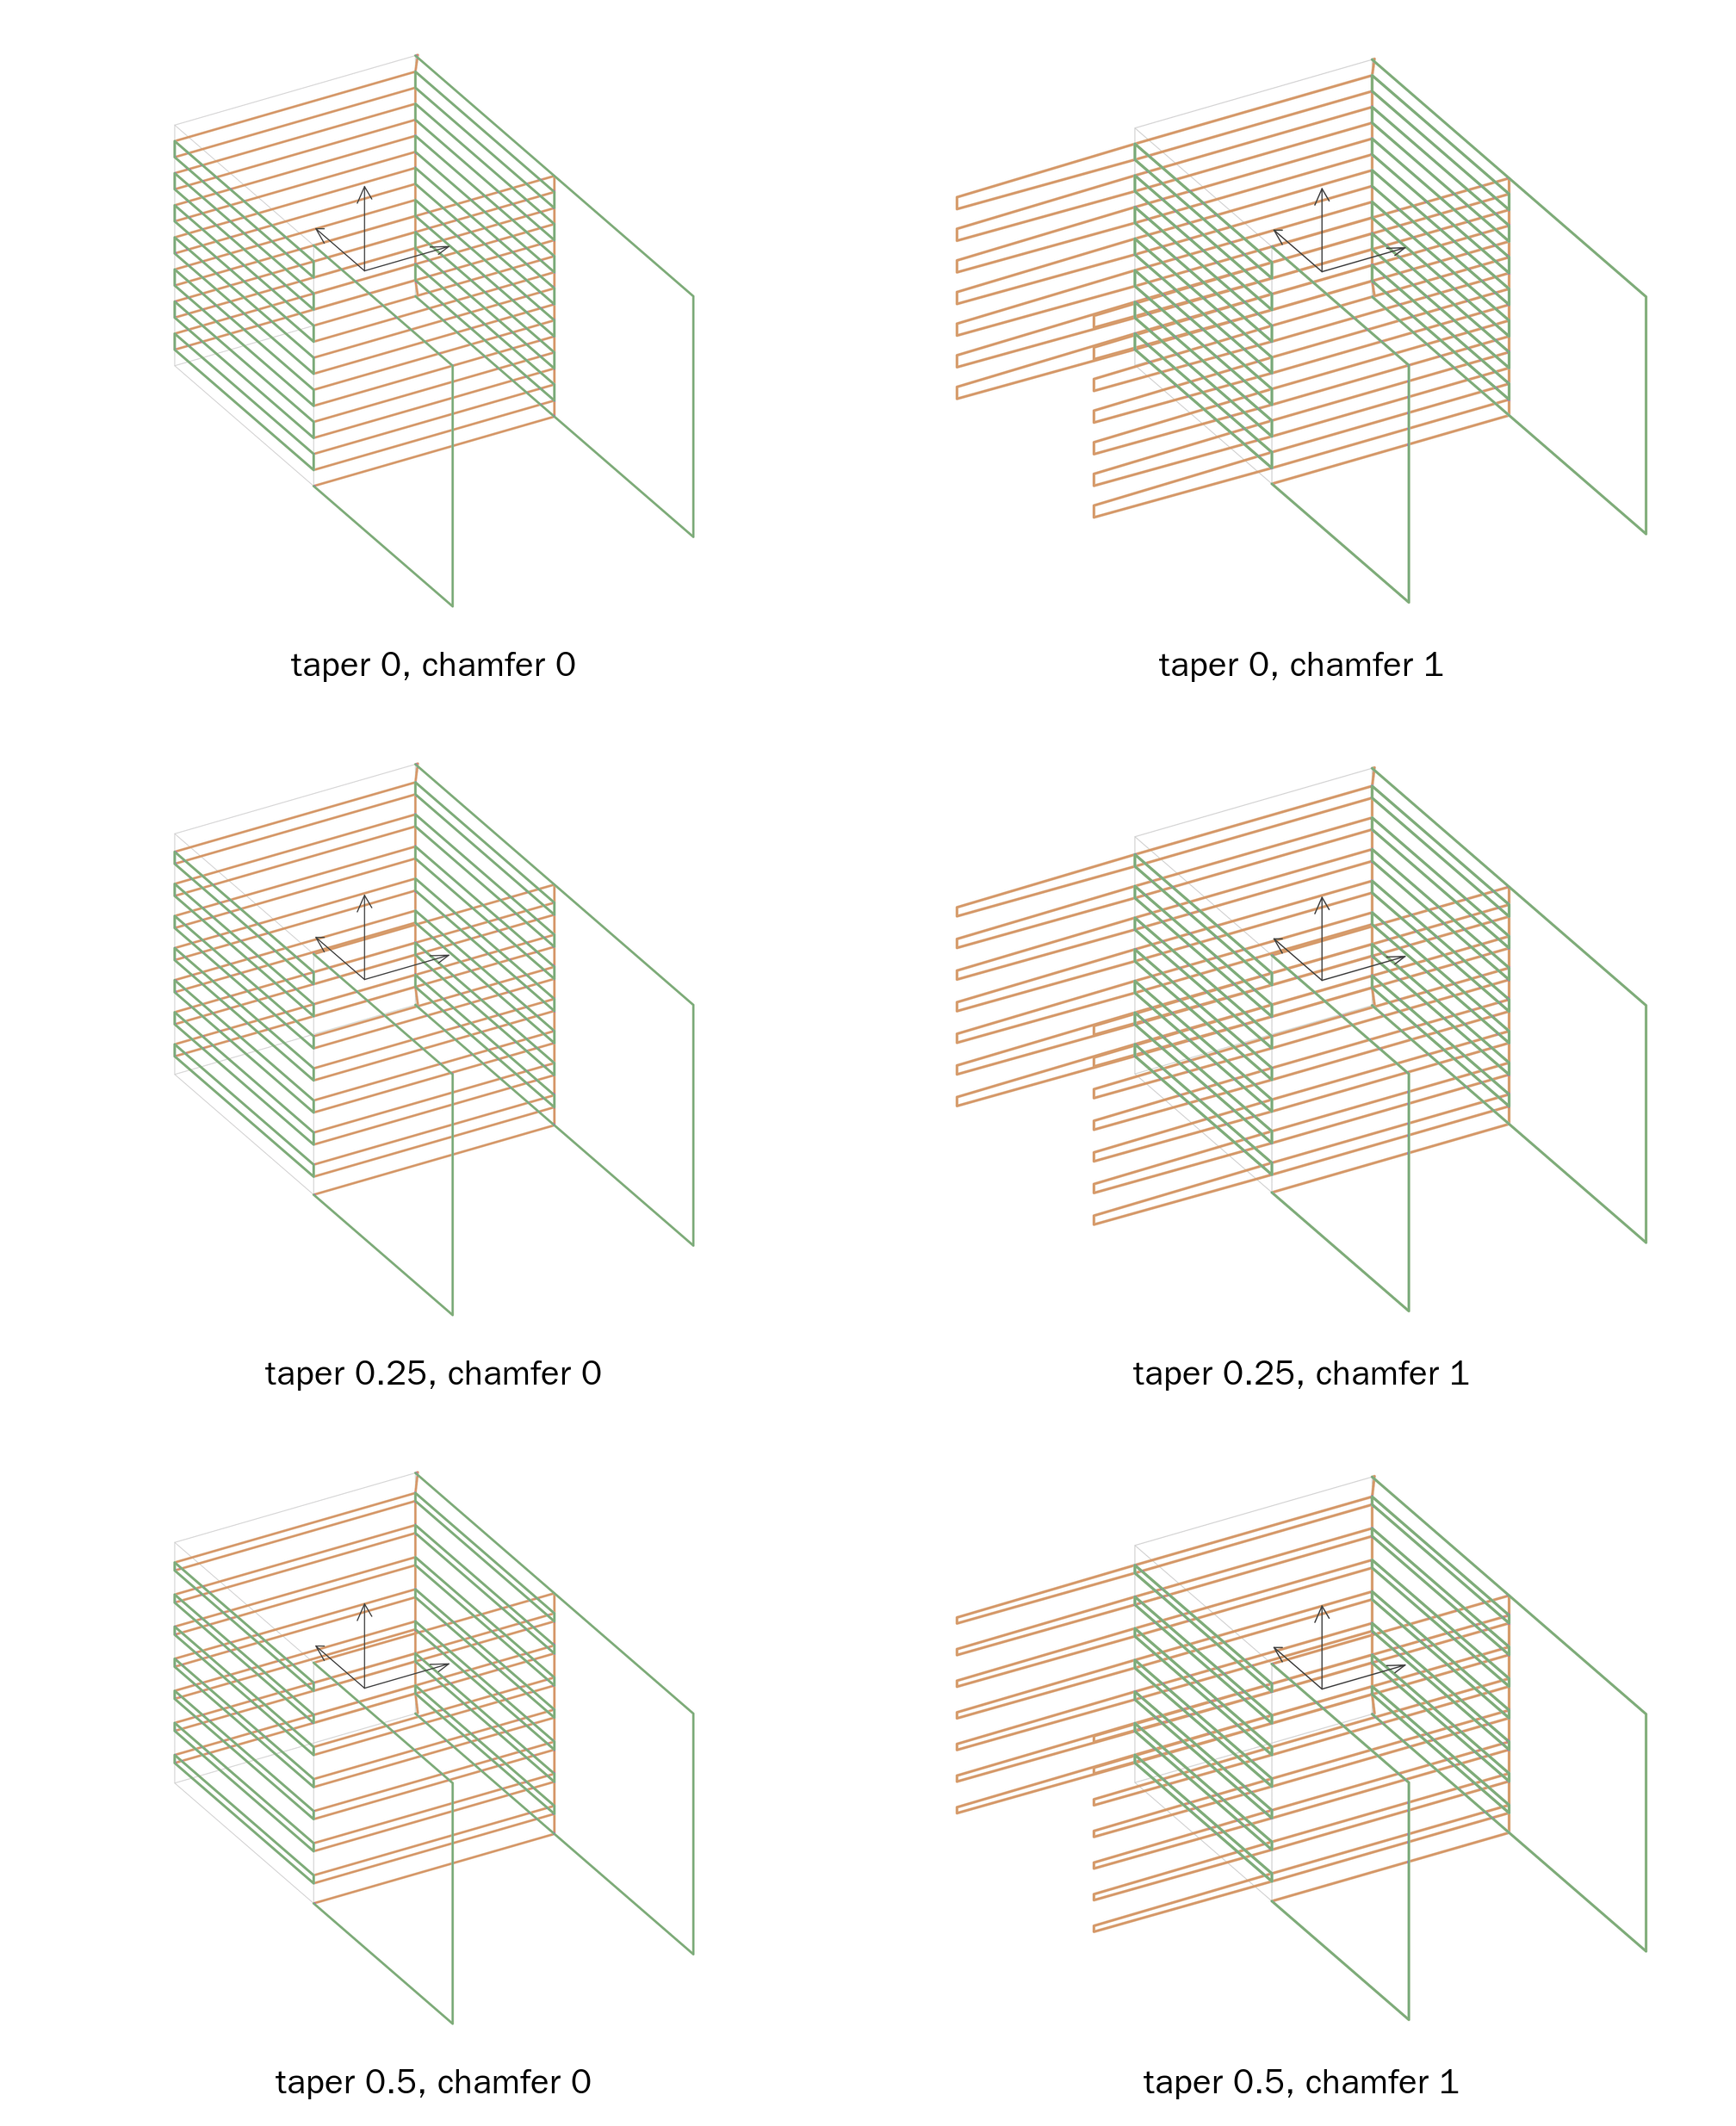 taper 0, chamfer 0
taper 0, chamfer 1
taper 0.25, chamfer 0
taper 0.25, chamfer 1
taper 0.5, chamfer 0
taper 0.5, chamfer 1